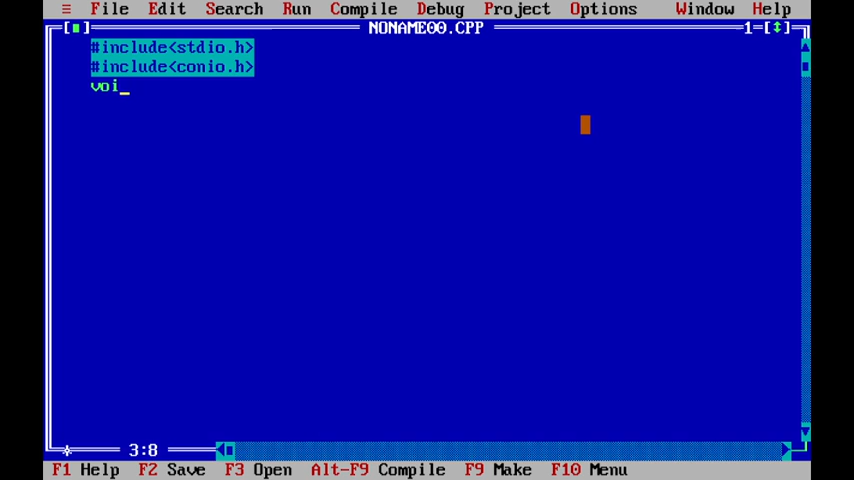 ≡ File Edit Search Run Compile Debug Project Options Window Help
[■] NONAME00.CPP 1=[↕]
#include<stdio.h>
#include<conio.h>
voi_
* 3:8
F1 Help F2 Save F3 Open Alt-F9 Compile F9 Make F10 Menu